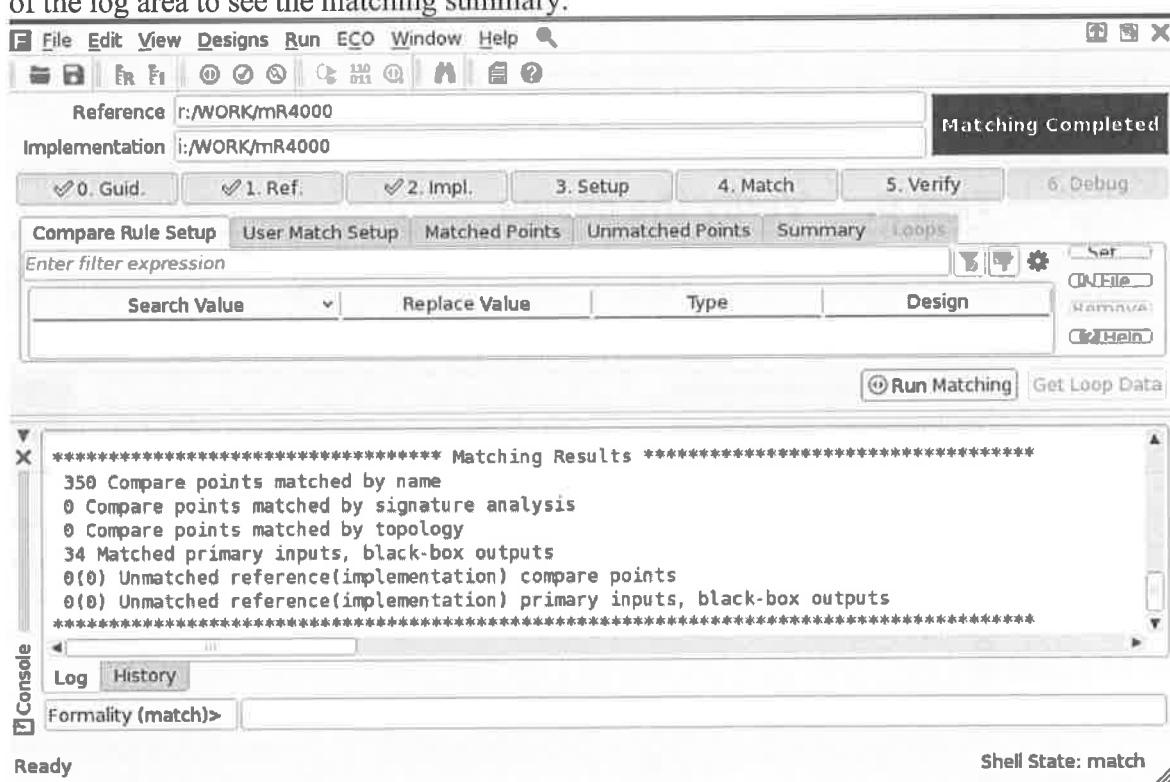 of the log area to see the matching summary.
File Edit View Designs Run ECO Window Help
Reference r:/WORK/mR4000
Matching Completed
Implementation i:/WORK/mR4000
0. Guid. 1. Ref. 2. Impl. 3. Setup 4. Match 5. Verify 6. Debug
Compare Rule Setup User Match Setup Matched Points Unmatched Points Summary Loops
Enter filter expression
Set
IN File
Remove
Help
Search Value Replace Value Type Design
Run Matching Get Loop Data
*********************************** Matching Results ***********************************
350 Compare points matched by name
0 Compare points matched by signature analysis
0 Compare points matched by topology
34 Matched primary inputs, black-box outputs
0(0) Unmatched reference(implementation) compare points
0(0) Unmatched reference(implementation) primary inputs, black-box outputs
****************************************************************************************
Console
Log History
Formality (match)>
Ready
Shell State: match